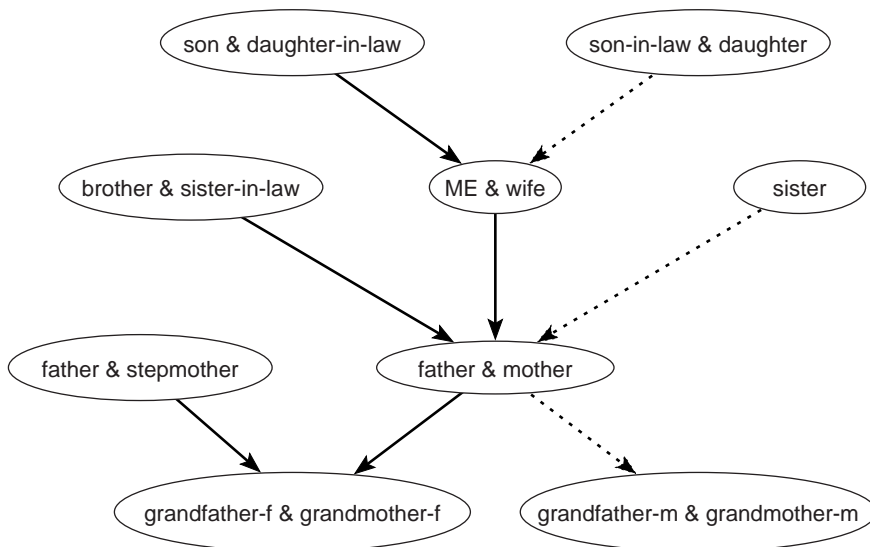 son & daughter-in-law
son-in-law & daughter
brother & sister-in-law
ME & wife
sister
father & stepmother
father & mother
grandfather-f & grandmother-f
grandfather-m & grandmother-m